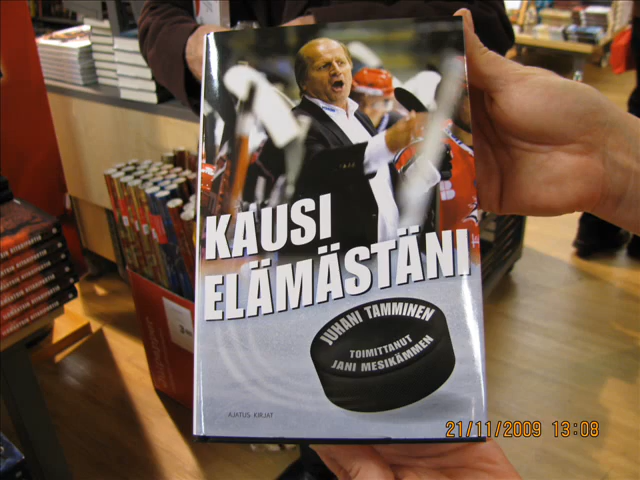 KAUSI
ELÄMÄSTÄNI
JUHANI TAMMINEN
TOIMITTANUT
JANI MESIKÄMMEN
AJATUS KIRJAT
21/11/2009 13:08